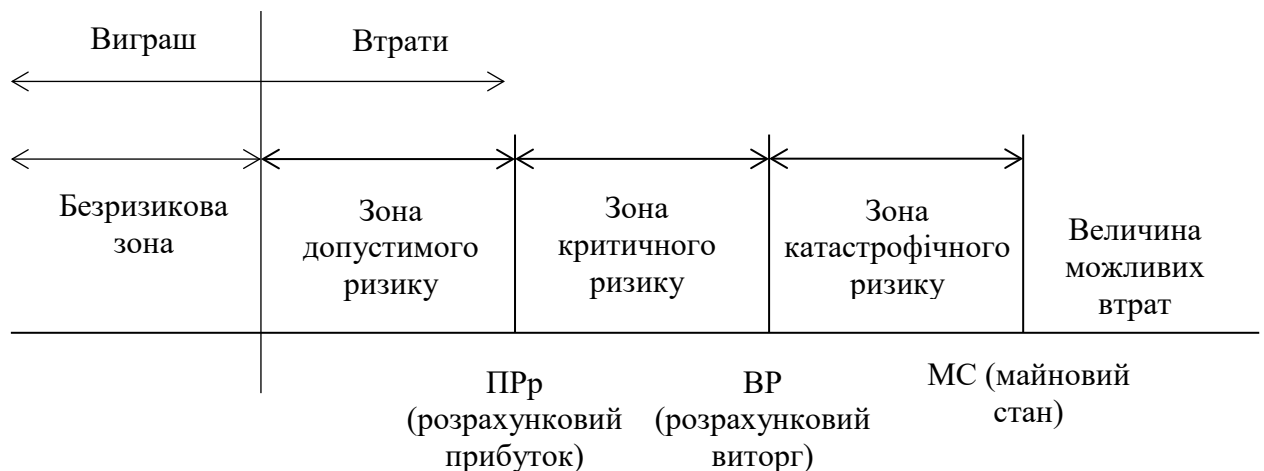 Виграш
Втрати
Безризикова
зона
Зона
допустимого
ризику
Зона
критичного
ризику
Зона
катастрофічного
ризику
Величина
можливих
втрат
ПРр
(розрахунковий
прибуток)
ВР
(розрахунковий
виторг)
МС (майновий
стан)